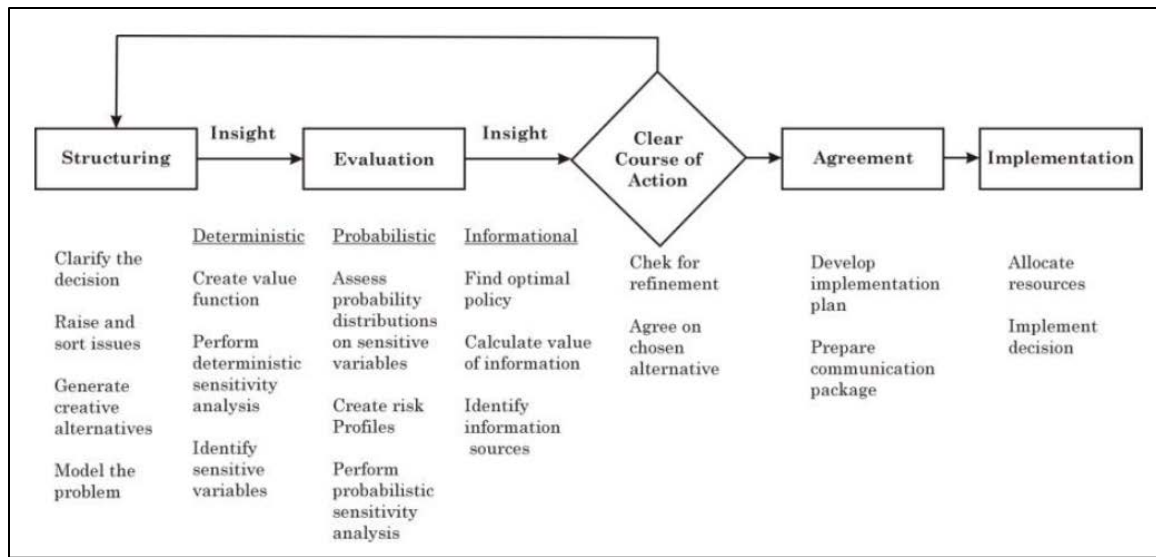 Insight
Insight
Structuring
Evaluation
Clear
Course of
Action
Agreement
Implementation
Clarify the
decision
Raise and
sort issues
Generate
creative
alternatives
Model the
problem
Deterministic
Create value
function
Perform
deterministic
sensitivity
analysis
Identify
sensitive
variables
Probabilistic
Assess
probability
distributions
on sensitive
variables
Create risk
Profiles
Perform
probabilistic
sensitivity
analysis
Informational
Find optimal
policy
Calculate value
of information
Identify
information
sources
Chek for
refinement
Agree on
chosen
alternative
Develop
implementation
plan
Prepare
communication
package
Allocate
resources
Implement
decision